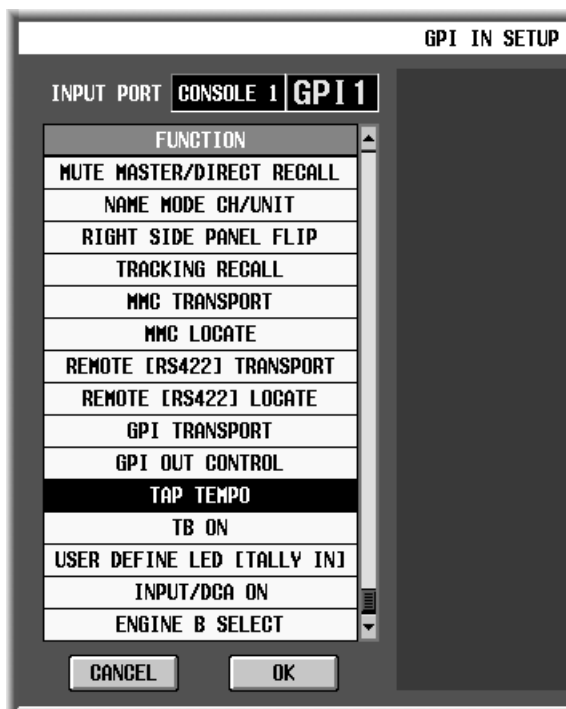 GPI IN SETUP
INPUT PORT CONSOLE 1 GPI1
FUNCTION
MUTE MASTER/DIRECT RECALL
NAME MODE CH/UNIT
RIGHT SIDE PANEL FLIP
TRACKING RECALL
MMC TRANSPORT
MMC LOCATE
REMOTE [RS422] TRANSPORT
REMOTE [RS422] LOCATE
GPI TRANSPORT
GPI OUT CONTROL
TAP TEMPO
TB ON
USER DEFINE LED [TALLY IN]
INPUT/DCA ON
ENGINE B SELECT
CANCEL OK